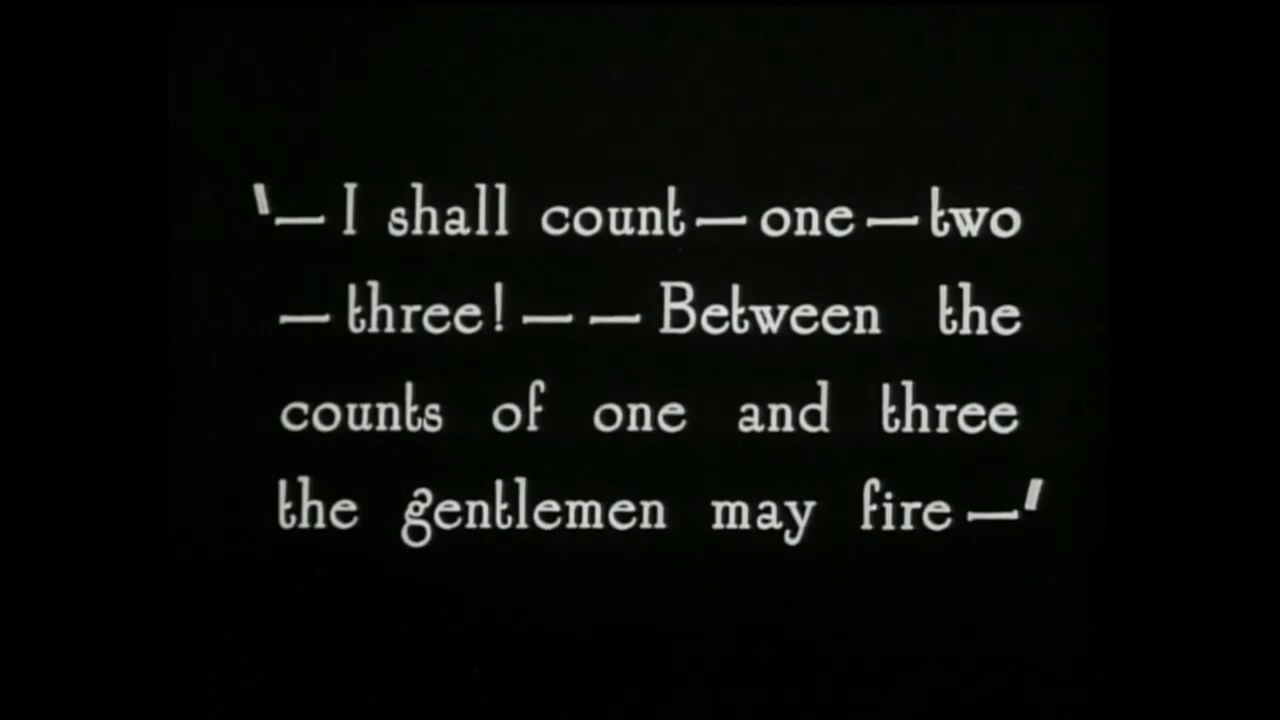 '— I shall count — one — two
— three! — — Between the
counts of one and three
the gentlemen may fire —'